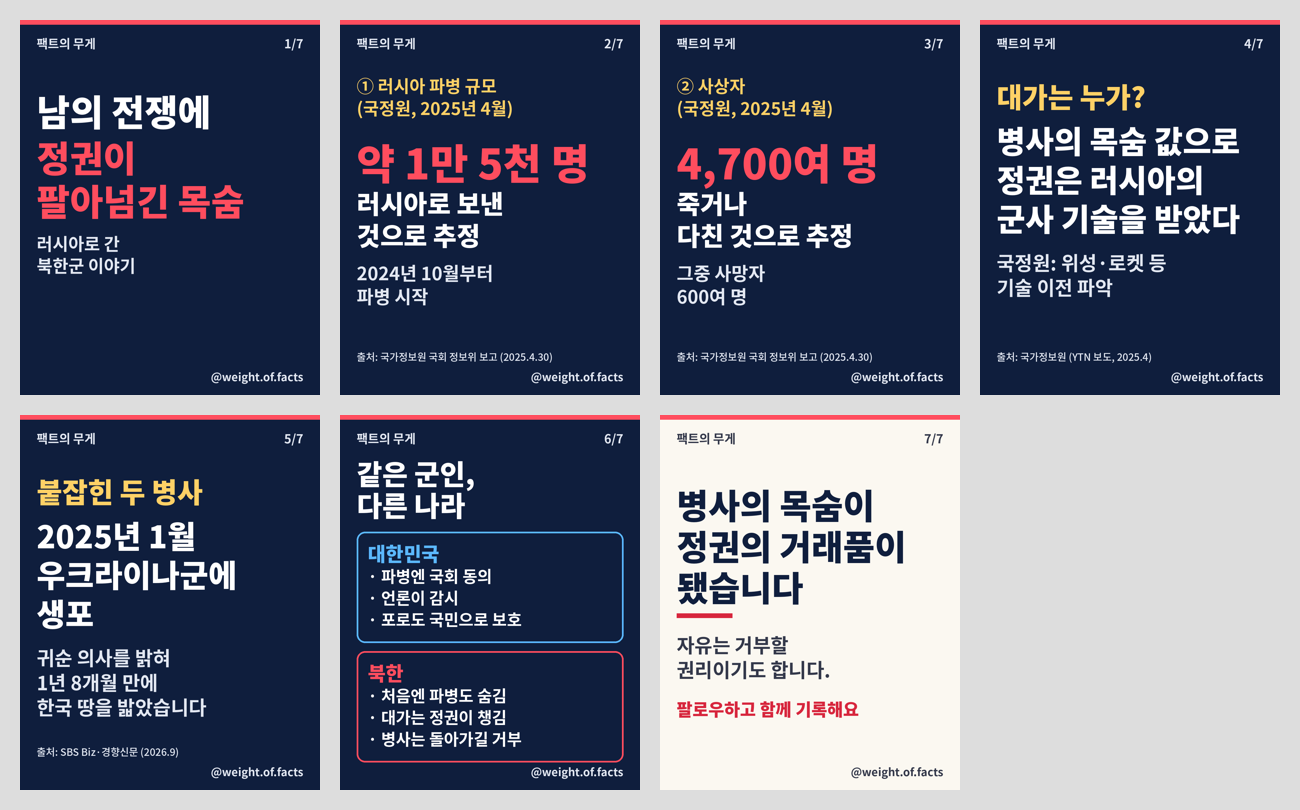 팩트의 무게 1/7
남의 전쟁에
정권이
팔아넘긴 목숨
러시아로 간
북한군 이야기
@weight.of.facts
팩트의 무게 2/7
① 러시아 파병 규모
(국정원, 2025년 4월)
약 1만 5천 명
러시아로 보낸
것으로 추정
2024년 10월부터
파병 시작
출처: 국가정보원 국회 정보위 보고 (2025.4.30)
@weight.of.facts
팩트의 무게 3/7
② 사상자
(국정원, 2025년 4월)
4,700여 명
죽거나
다친 것으로 추정
그중 사망자
600여 명
출처: 국가정보원 국회 정보위 보고 (2025.4.30)
@weight.of.facts
팩트의 무게 4/7
대가는 누가?
병사의 목숨 값으로
정권은 러시아의
군사 기술을 받았다
국정원: 위성·로켓 등
기술 이전 파악
출처: 국가정보원 (YTN 보도, 2025.4)
@weight.of.facts
팩트의 무게 5/7
붙잡힌 두 병사
2025년 1월
우크라이나군에
생포
귀순 의사를 밝혀
1년 8개월 만에
한국 땅을 밟았습니다
출처: SBS Biz·경향신문 (2026.9)
@weight.of.facts
팩트의 무게 6/7
같은 군인,
다른 나라
대한민국
· 파병엔 국회 동의
· 언론이 감시
· 포로도 국민으로 보호
북한
· 처음엔 파병도 숨김
· 대가는 정권이 챙김
· 병사는 돌아가길 거부
@weight.of.facts
팩트의 무게 7/7
병사의 목숨이
정권의 거래품이
됐습니다
자유는 거부할
권리이기도 합니다.
팔로우하고 함께 기록해요
@weight.of.facts